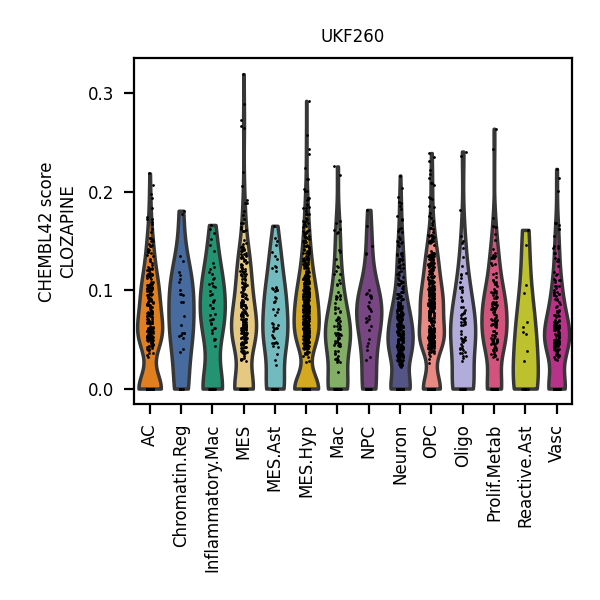 UKF260
CHEMBL42 score
CLOZAPINE
0.3
0.2
0.1
0.0
AC
Chromatin.Reg
Inflammatory.Mac
MES
MES.Ast
MES.Hyp
Mac
NPC
Neuron
OPC
Oligo
Prolif.Metab
Reactive.Ast
Vasc